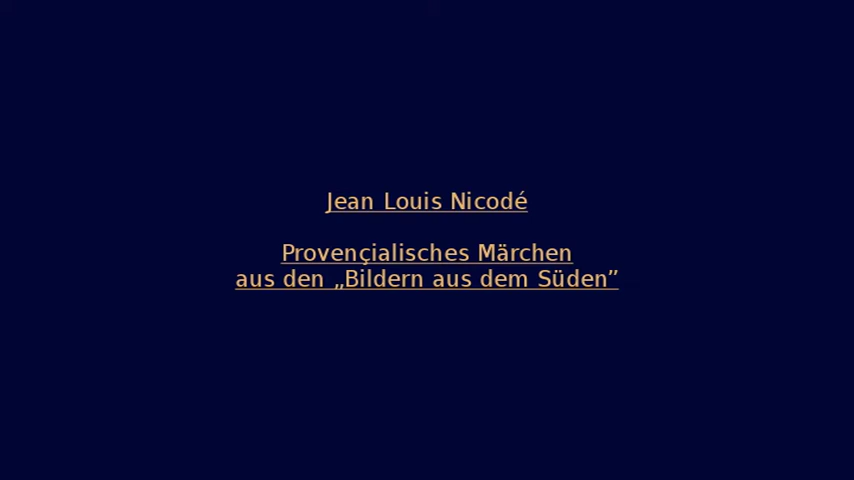 Jean Louis Nicodé
Provençialisches Märchen
aus den „Bildern aus dem Süden”